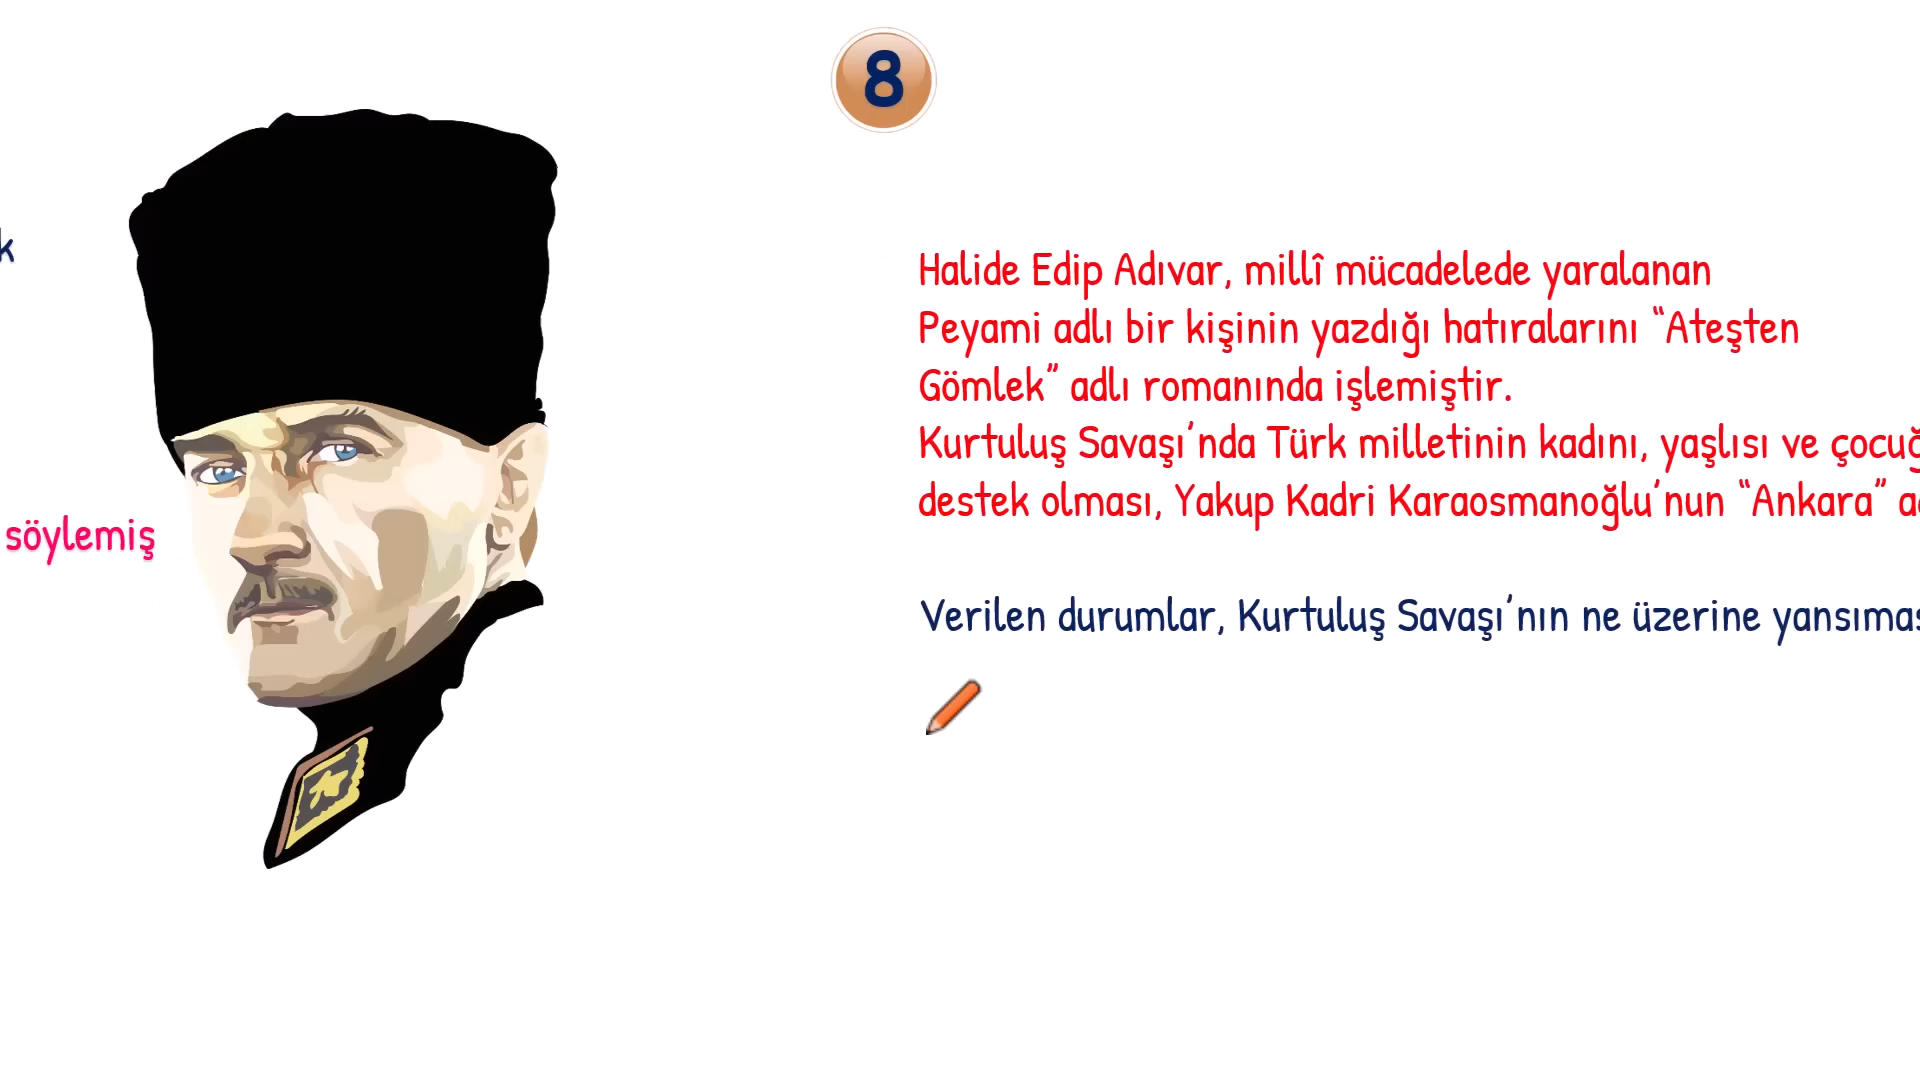 8
k
söylemiş
Halide Edip Adıvar, millî mücadelede yaralanan
Peyami adlı bir kişinin yazdığı hatıralarını “Ateşten
Gömlek” adlı romanında işlemiştir.
Kurtuluş Savaşı’nda Türk milletinin kadını, yaşlısı ve
destek olması, Yakup Kadri Karaosmanoğlu’nun “Ankara”
Verilen durumlar, Kurtuluş Savaşı’nın ne üzerine